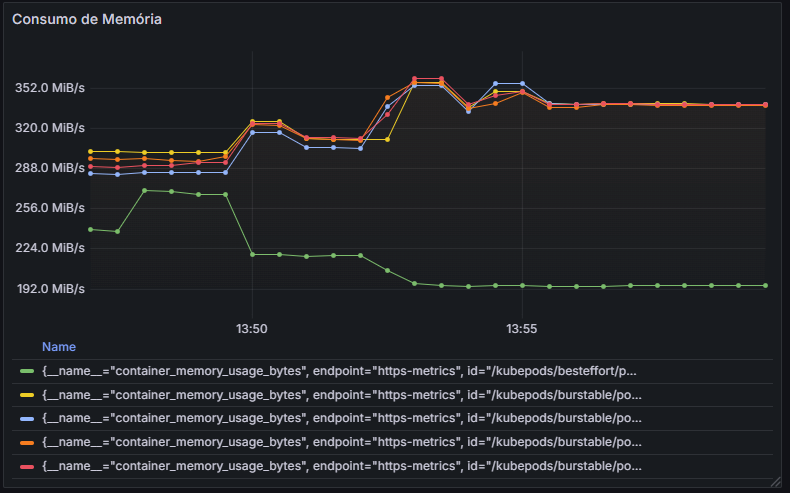 Consumo de Memória
352.0 MiB/s
320.0 MiB/s
288.0 MiB/s
256.0 MiB/s
224.0 MiB/s
192.0 MiB/s
13:50 13:55
Name
{__name__="container_memory_usage_bytes", endpoint="https-metrics", id="/kubepods/besteffort/p...
{__name__="container_memory_usage_bytes", endpoint="https-metrics", id="/kubepods/burstable/po...
{__name__="container_memory_usage_bytes", endpoint="https-metrics", id="/kubepods/burstable/po...
{__name__="container_memory_usage_bytes", endpoint="https-metrics", id="/kubepods/burstable/po...
{__name__="container_memory_usage_bytes", endpoint="https-metrics", id="/kubepods/burstable/po...